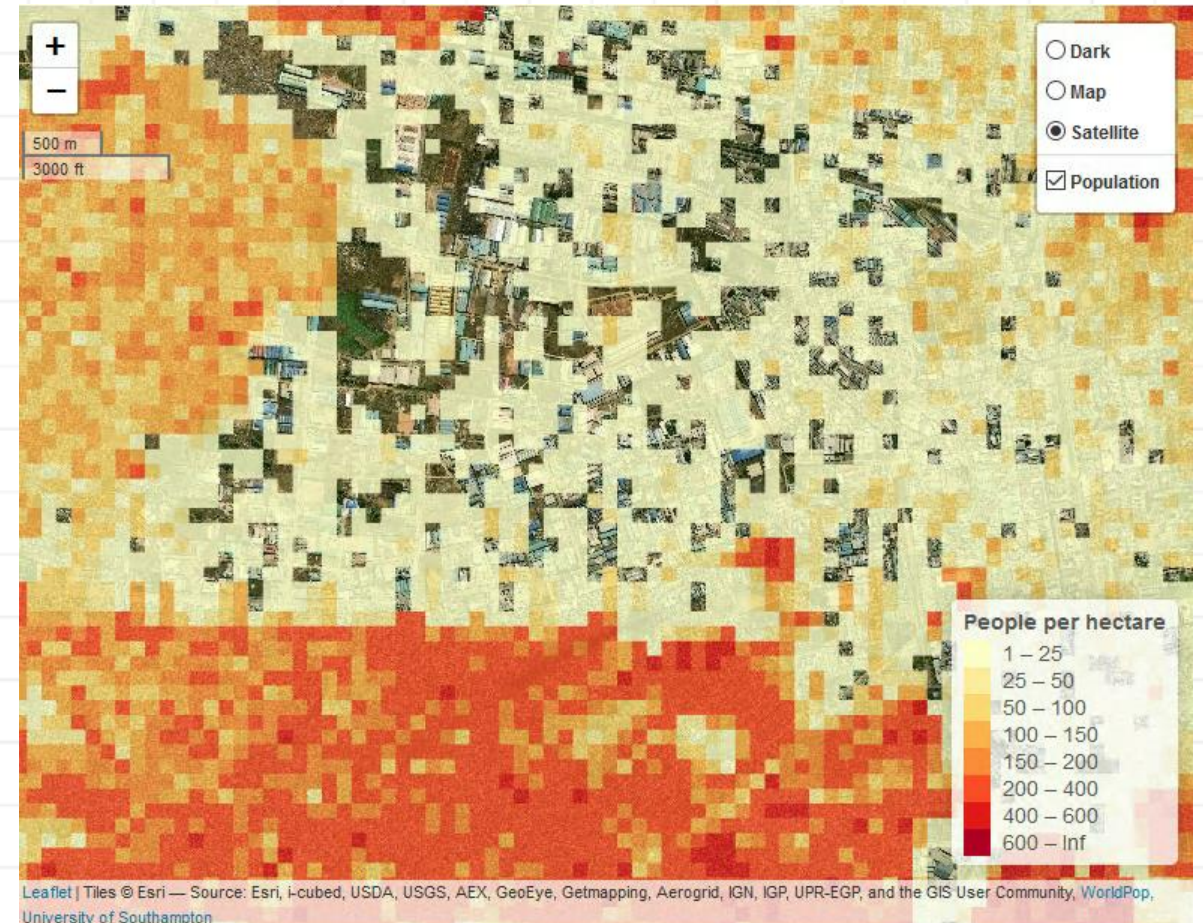 +
−
500 m
3000 ft
Dark
Map
Satellite
Population
People per hectare
1 – 25
25 – 50
50 – 100
100 – 150
150 – 200
200 – 400
400 – 600
600 – Inf
Leaflet | Tiles © Esri — Source: Esri, i-cubed, USDA, USGS, AEX, GeoEye, Getmapping, Aerogrid, IGN, IGP, UPR-EGP, and the GIS User Community, WorldPop,
University of Southampton